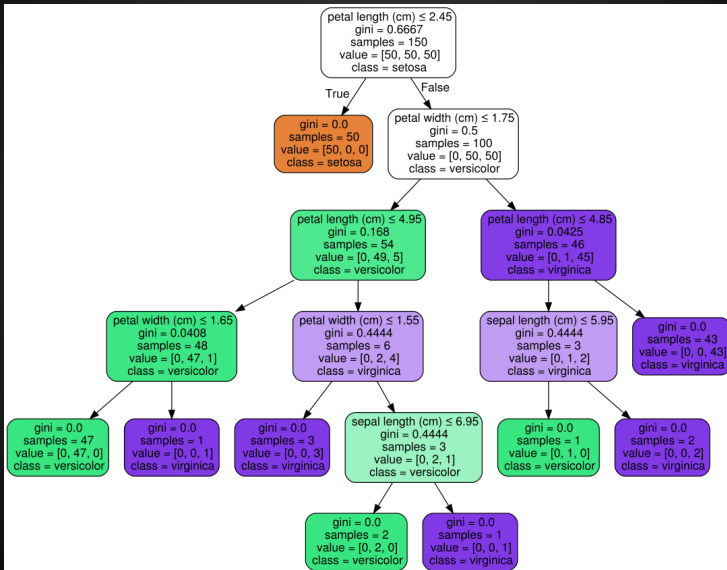 petal length (cm) ≤ 2.45
gini = 0.6667
samples = 150
value = [50, 50, 50]
class = setosa
True
False
gini = 0.0
samples = 50
value = [50, 0, 0]
class = setosa
petal width (cm) ≤ 1.75
gini = 0.5
samples = 100
value = [0, 50, 50]
class = versicolor
petal length (cm) ≤ 4.95
gini = 0.168
samples = 54
value = [0, 49, 5]
class = versicolor
petal length (cm) ≤ 4.85
gini = 0.0425
samples = 46
value = [0, 1, 45]
class = virginica
petal width (cm) ≤ 1.65
gini = 0.0408
samples = 48
value = [0, 47, 1]
class = versicolor
petal width (cm) ≤ 1.55
gini = 0.4444
samples = 6
value = [0, 2, 4]
class = virginica
sepal length (cm) ≤ 5.95
gini = 0.4444
samples = 3
value = [0, 1, 2]
class = virginica
gini = 0.0
samples = 43
value = [0, 0, 43]
class = virginica
gini = 0.0
samples = 47
value = [0, 47, 0]
class = versicolor
gini = 0.0
samples = 1
value = [0, 0, 1]
class = virginica
gini = 0.0
samples = 3
value = [0, 0, 3]
class = virginica
sepal length (cm) ≤ 6.95
gini = 0.4444
samples = 3
value = [0, 2, 1]
class = versicolor
gini = 0.0
samples = 1
value = [0, 1, 0]
class = versicolor
gini = 0.0
samples = 2
value = [0, 0, 2]
class = virginica
gini = 0.0
samples = 2
value = [0, 2, 0]
class = versicolor
gini = 0.0
samples = 1
value = [0, 0, 1]
class = virginica